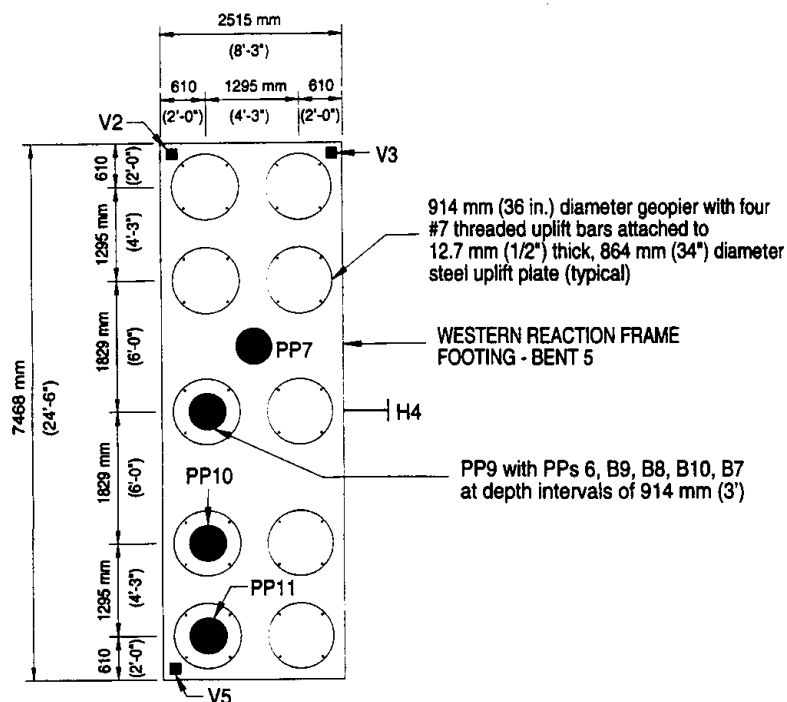 2515 mm
(8'-3")
610
1295 mm
610
(2'-0")
(4'-3")
(2'-0")
V2
V3
610
(2'-0")
1295 mm
(4'-3")
1829 mm
(6'-0")
7468 mm
(24'-6")
1829 mm
(6'-0")
1295 mm
(4'-3")
610
(2'-0")
914 mm (36 in.) diameter geopier with four
#7 threaded uplift bars attached to
12.7 mm (1/2") thick, 864 mm (34") diameter
steel uplift plate (typical)
PP7
WESTERN REACTION FRAME
FOOTING - BENT 5
H4
PP9 with PPs 6, B9, B8, B10, B7
at depth intervals of 914 mm (3')
PP10
PP11
V5